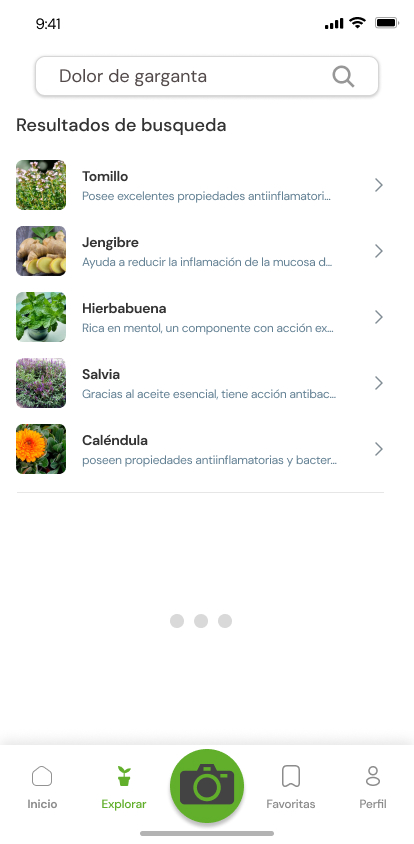 9:41
Dolor de garganta
Resultados de busqueda
Tomillo
Posee excelentes propiedades antiinflamatori...
Jengibre
Ayuda a reducir la inflamación de la mucosa d...
Hierbabuena
Rica en mentol, un componente con acción ex...
Salvia
Gracias al aceite esencial, tiene acción antibac...
Caléndula
poseen propiedades antiinflamatorias y bacter...
Inicio
Explorar
Favoritas
Perfil